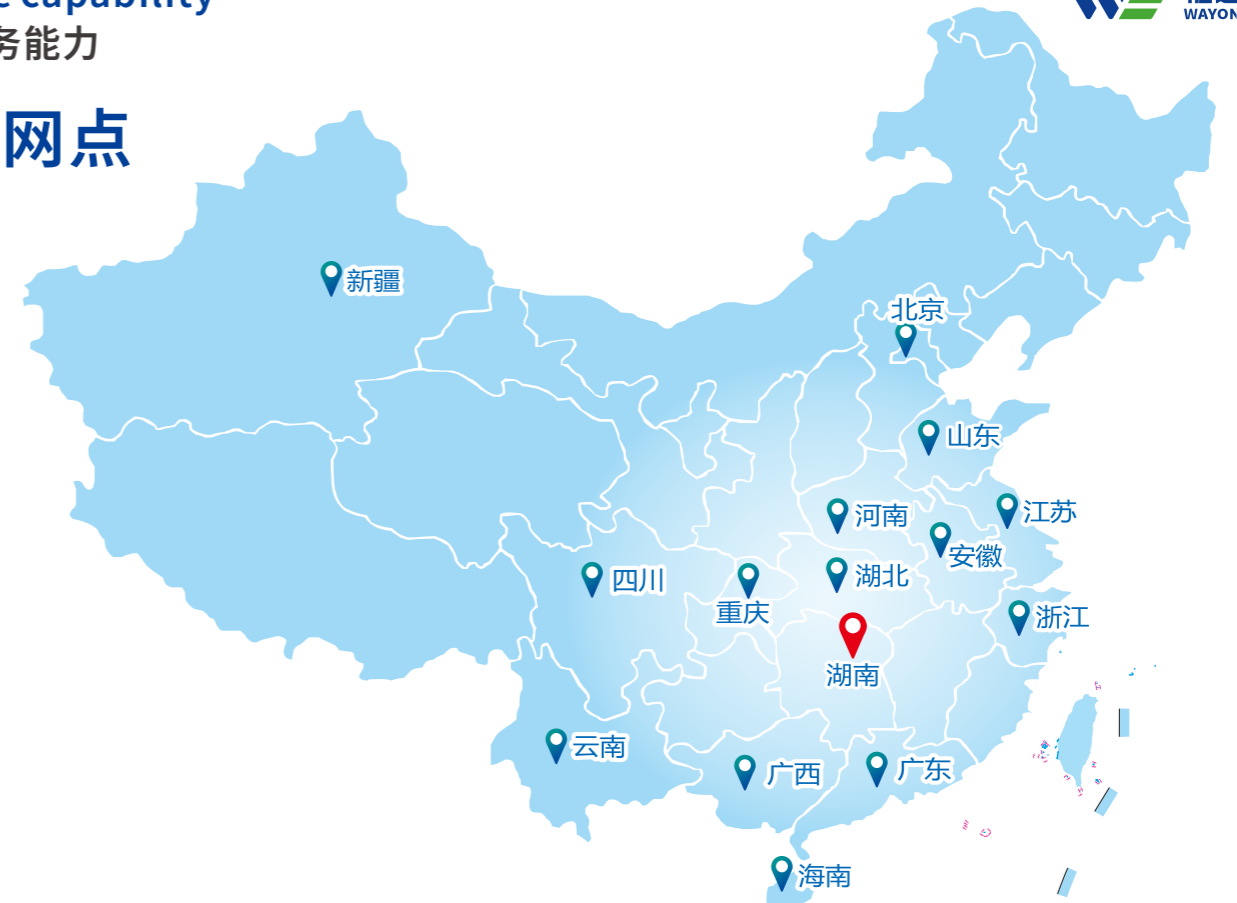 capability
务能力
网点
WAYON
新疆
北京
山东
河南
江苏
安徽
四川
重庆
湖北
浙江
湖南
云南
广西
广东
海南